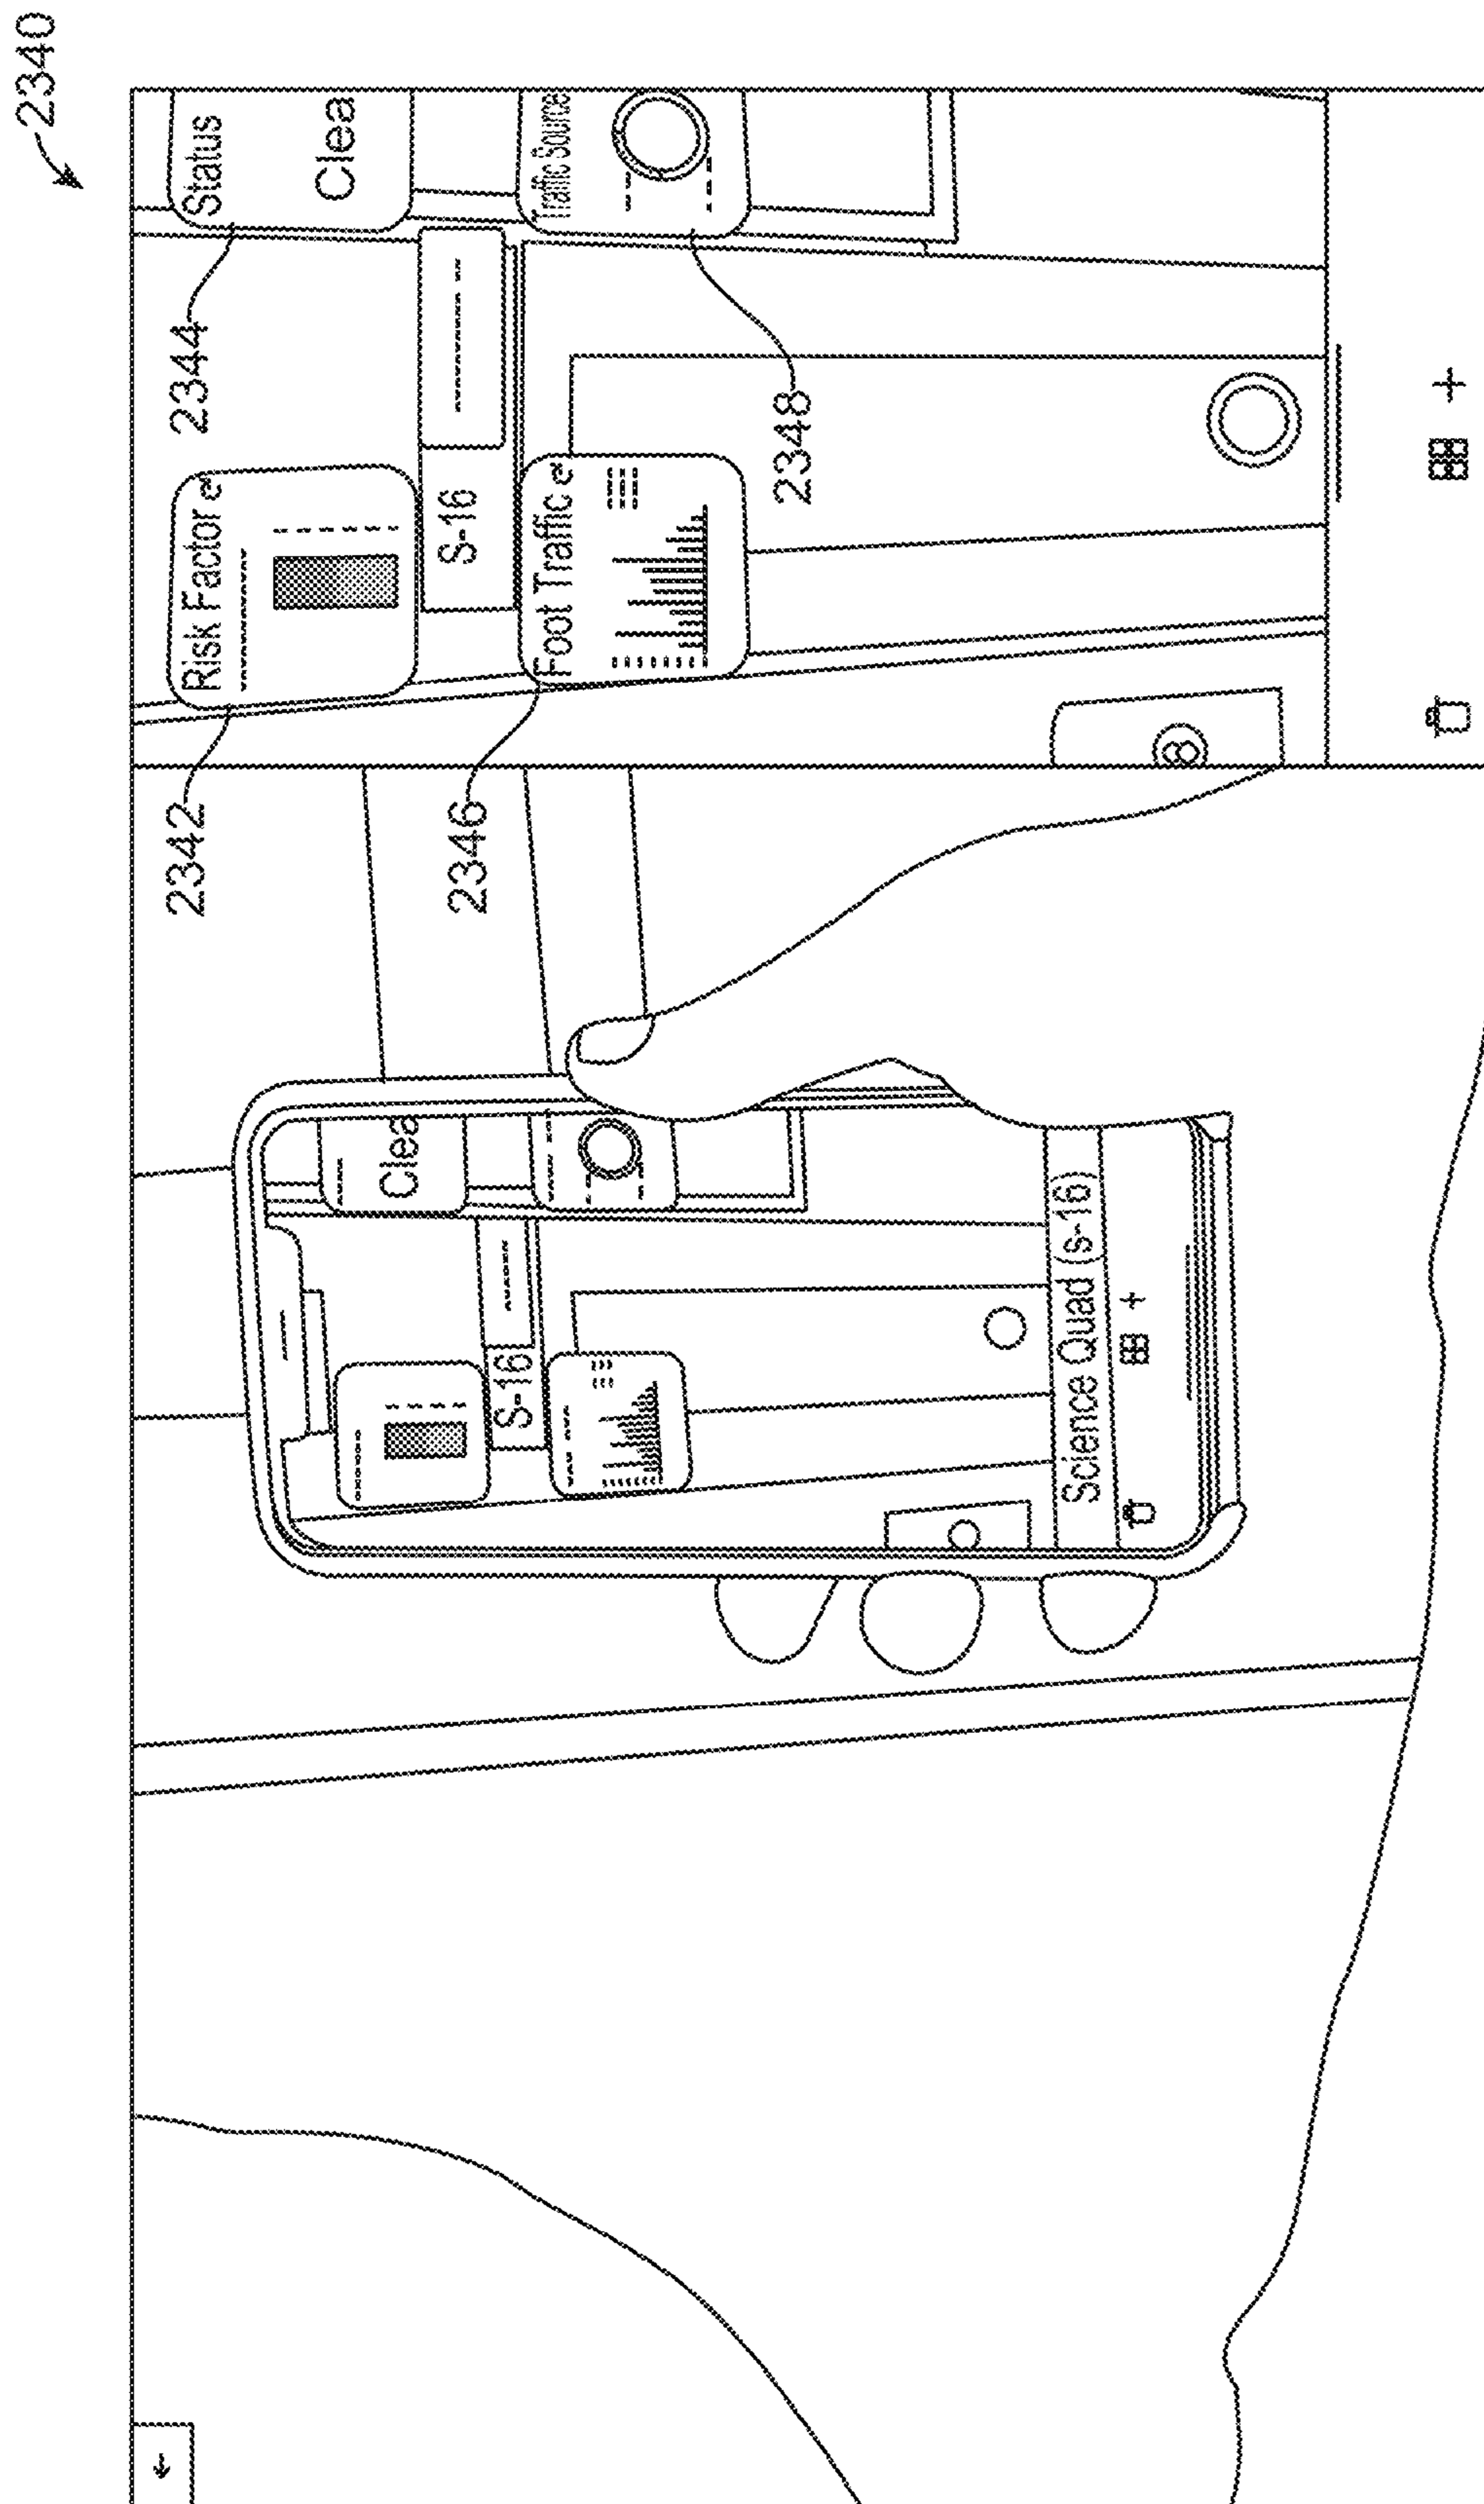 2340
2342
2344
Risk Factor
Status
Clea
S-16
2346
2348
Foot Traffic
Traffic Source
8
Clea
S-16
Science Quad (s-16)
+
+
←